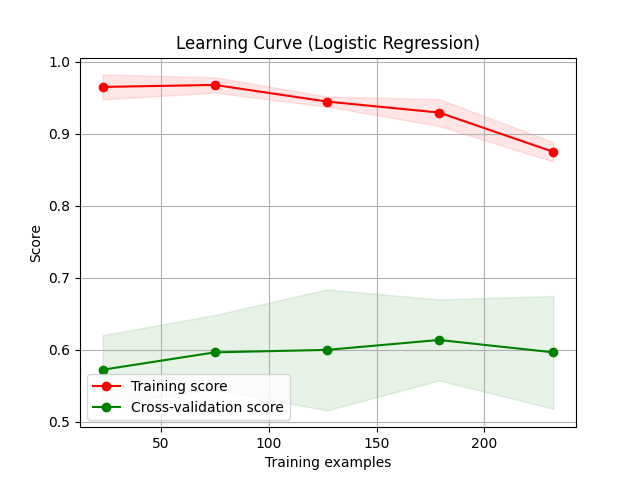 Learning Curve (Logistic Regression)
1.0
0.9
0.8
0.7
0.6
0.5
Score
Training score
Cross-validation score
50
100
150
200
Training examples